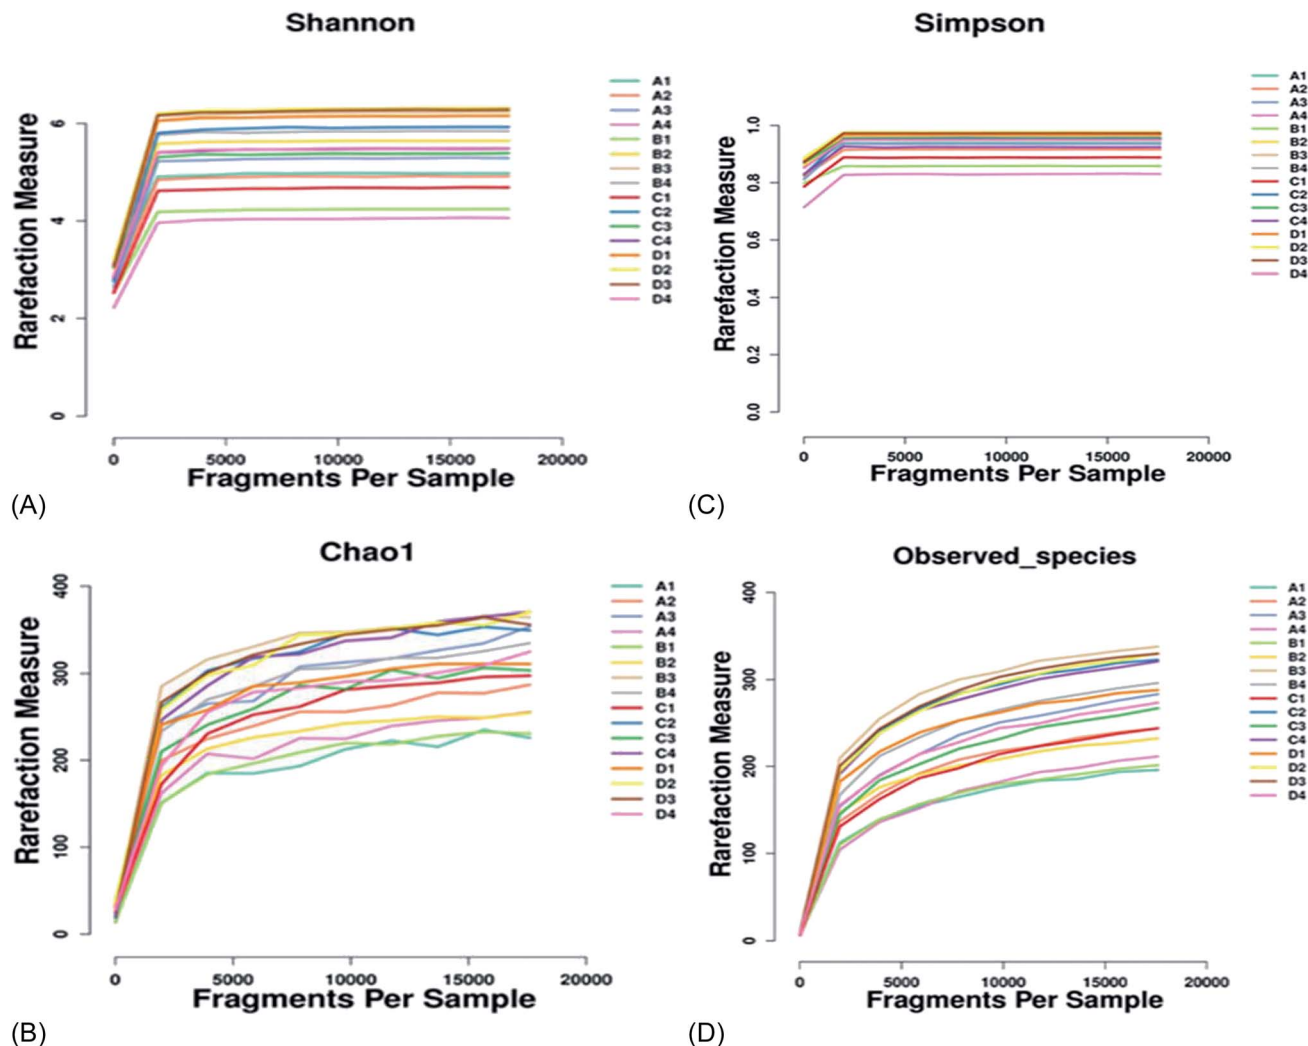 Shannon
Rarefaction Measure
6
4
2
0
0 5000 10000 15000 20000
Fragments Per Sample
A1
A2
A3
A4
B1
B2
B3
B4
C1
C2
C3
C4
D1
D2
D3
D4
(A)
Simpson
Rarefaction Measure
1.0
0.8
0.6
0.4
0.2
0.0
0 5000 10000 15000 20000
Fragments Per Sample
A1
A2
A3
A4
B1
B2
B3
B4
C1
C2
C3
C4
D1
D2
D3
D4
(C)
Chao1
Rarefaction Measure
400
300
200
100
0
0 5000 10000 15000 20000
Fragments Per Sample
A1
A2
A3
A4
B1
B2
B3
B4
C1
C2
C3
C4
D1
D2
D3
D4
(B)
Observed_species
Rarefaction Measure
400
300
200
100
0
0 5000 10000 15000 20000
Fragments Per Sample
A1
A2
A3
A4
B1
B2
B3
B4
C1
C2
C3
C4
D1
D2
D3
D4
(D)